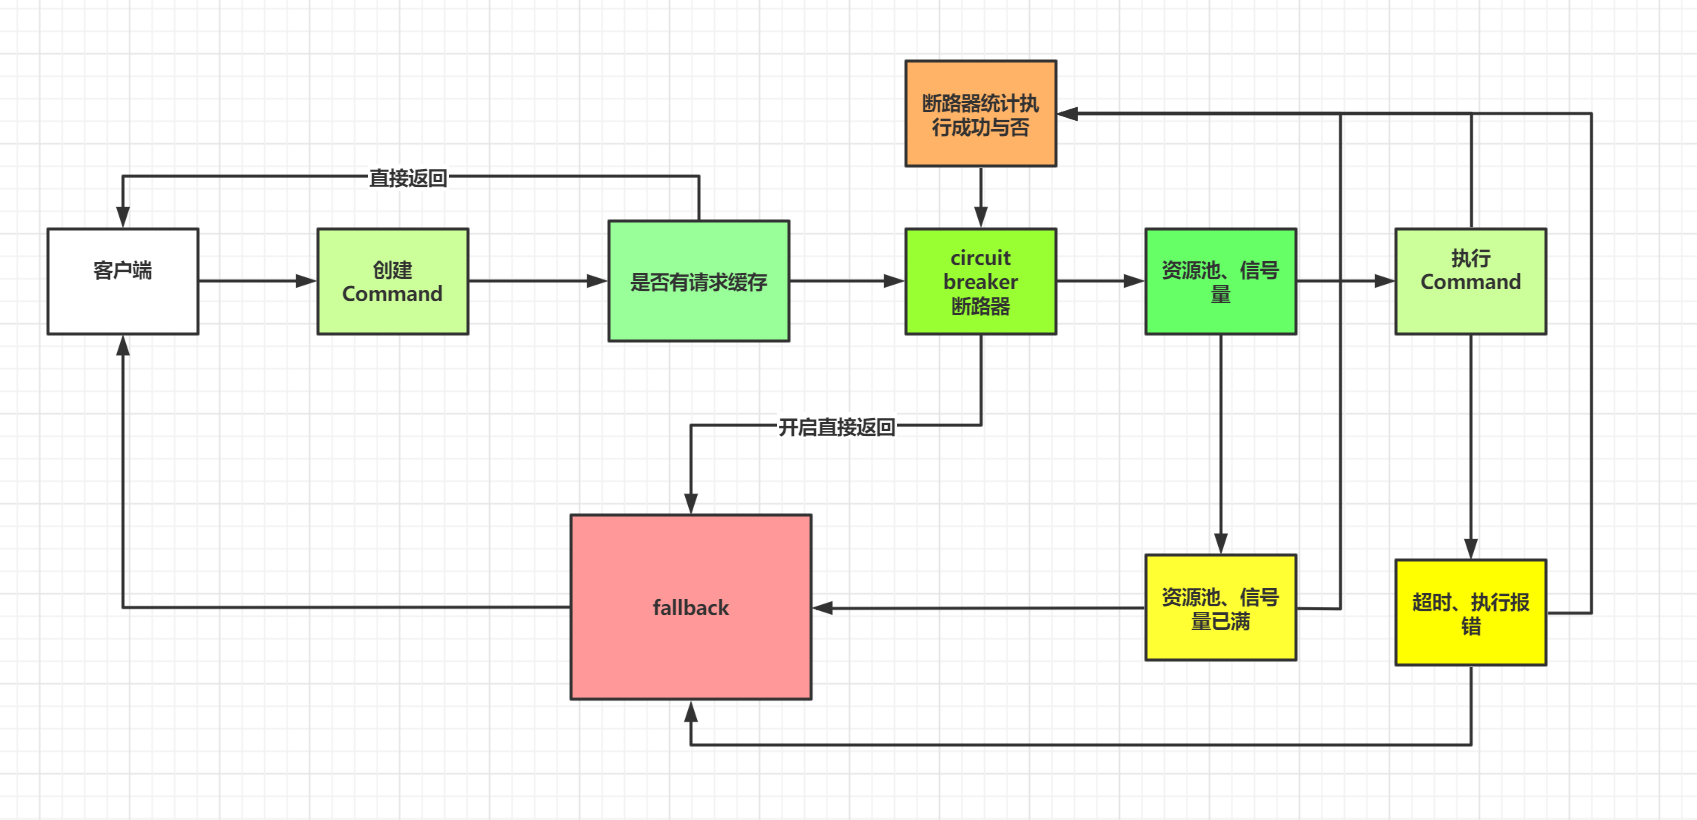 断路器统计执
行成功与否
直接返回
客户端
创建
Command
是否有请求缓存
circuit
breaker
断路器
资源池、信号
量
执行
Command
开启直接返回
fallback
资源池、信号
量已满
超时、执行报
错